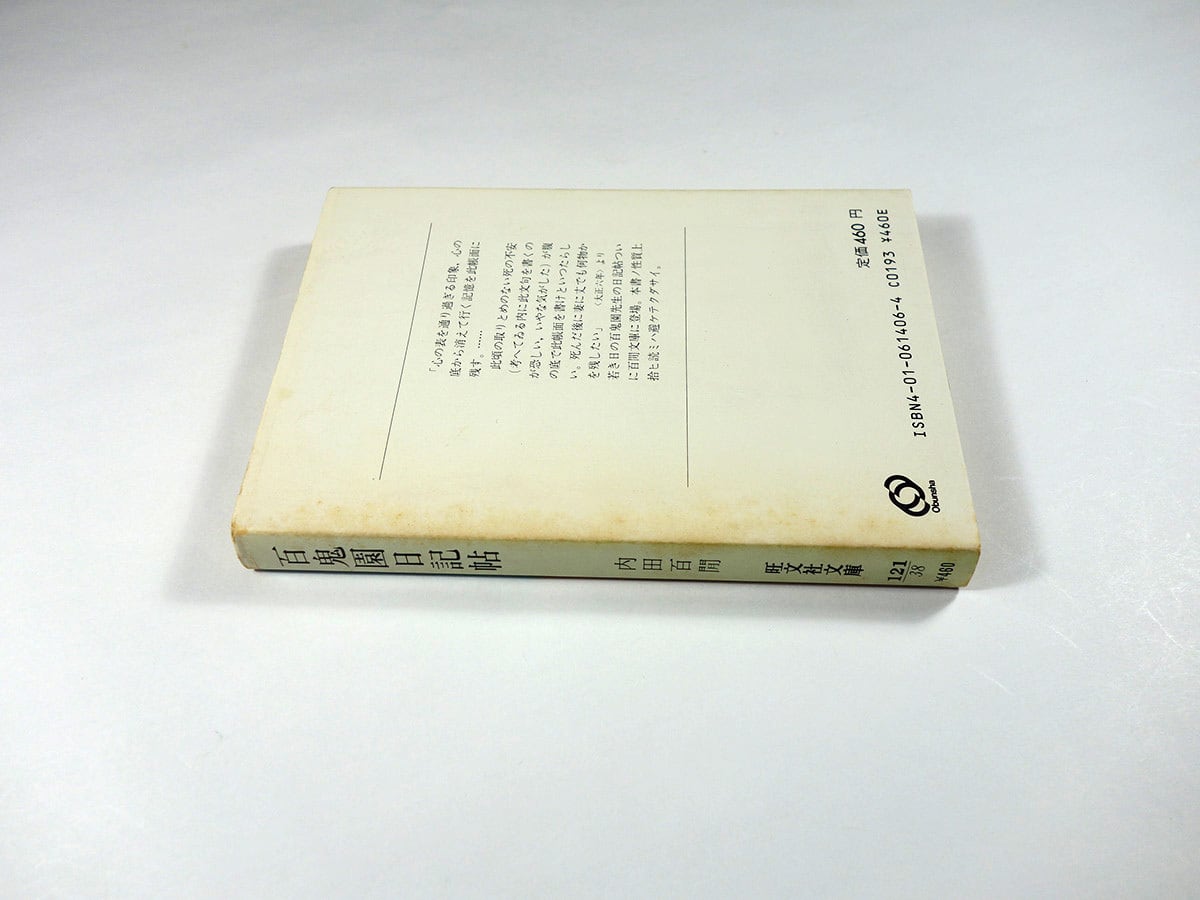 「心の表を通り過ぎる印象、心の
底から消えて行く記憶を此帳面に
残す。……
此頃の取りとめのない死の不安
(考へてゐる内に此文句を書くの
が恐しい、いやな気がした)が腹
の底で此帳面を書けといつたらし
い。死んだ後に妻に丈でも何物か
を残したい」〈大正六年〉より
若き日の百鬼園先生の日記帖つい
に百閒文庫に登場。本書ノ性質上
拾ヒ読ミハ避ケテクダサイ。
定価460円
ISBN4-01-061406-4 C0193 ¥460E
Obunsha
百鬼園日記帖
内田百閒
旺文社文庫
121
38
¥460